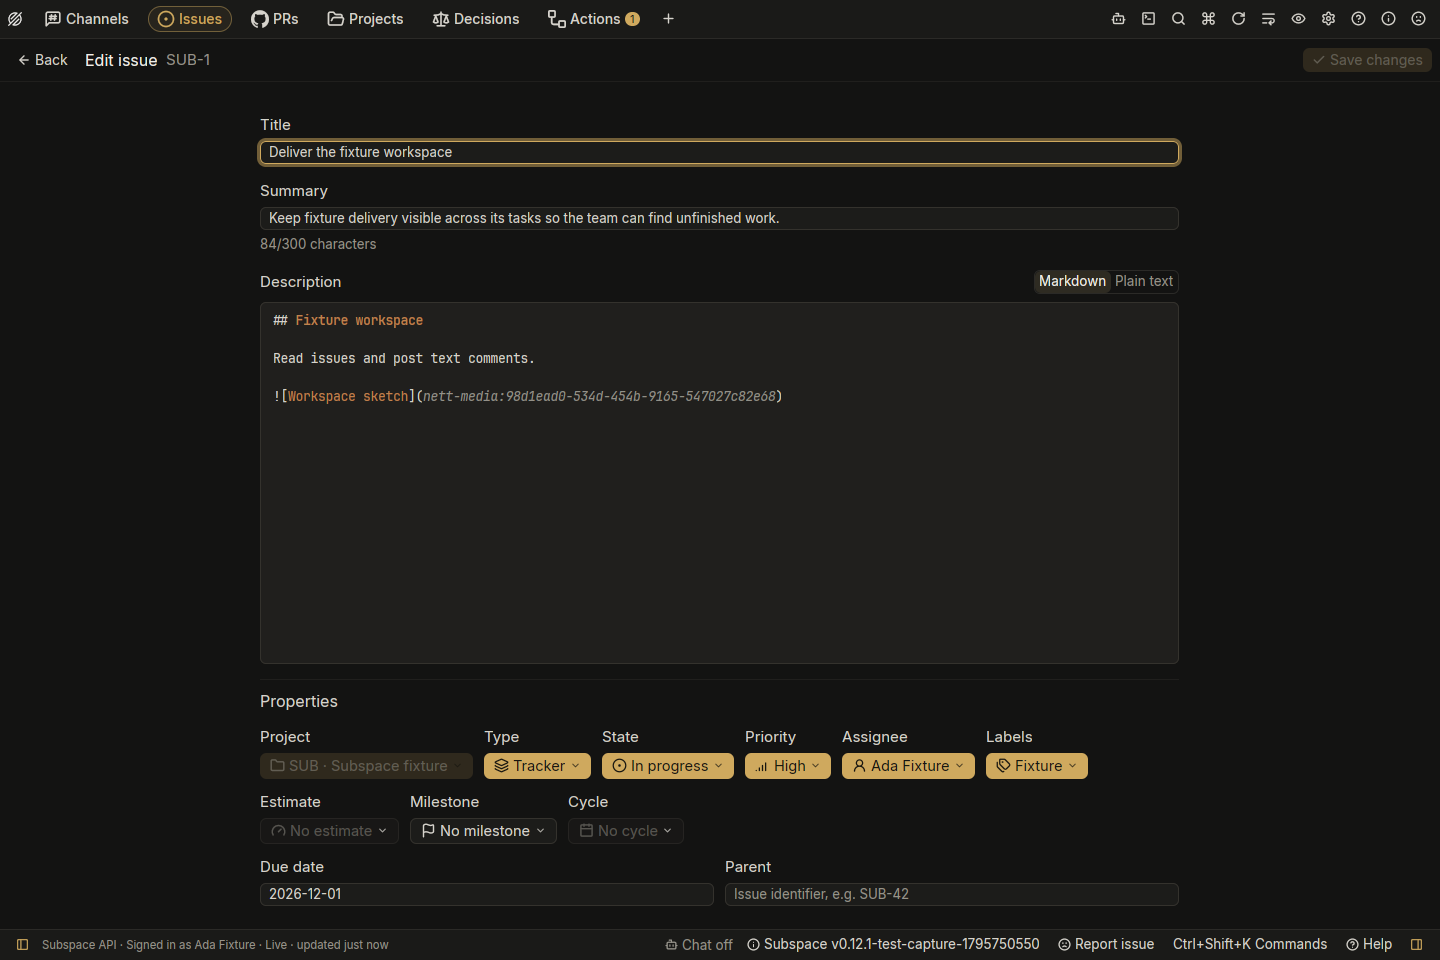 Channels Issues PRs Projects Decisions Actions 1
Back Edit issue SUB-1 Save changes
Title
Deliver the fixture workspace
Summary
Keep fixture delivery visible across its tasks so the team can find unfinished work.
84/300 characters
Description Markdown Plain text
## Fixture workspace
Read issues and post text comments.
![Workspace sketch](nett-media:98d1ead0-534d-454b-9165-547027c82e68)
Properties
Project Type State Priority Assignee Labels
SUB · Subspace fixture Tracker In progress High Ada Fixture Fixture
Estimate Milestone Cycle
No estimate No milestone No cycle
Due date Parent
2026-12-01 Issue identifier, e.g. SUB-42
Subspace API · Signed in as Ada Fixture · Live · updated just now Chat off Subspace v0.12.1-test-capture-1795750550 Report issue Ctrl+Shift+K Commands Help